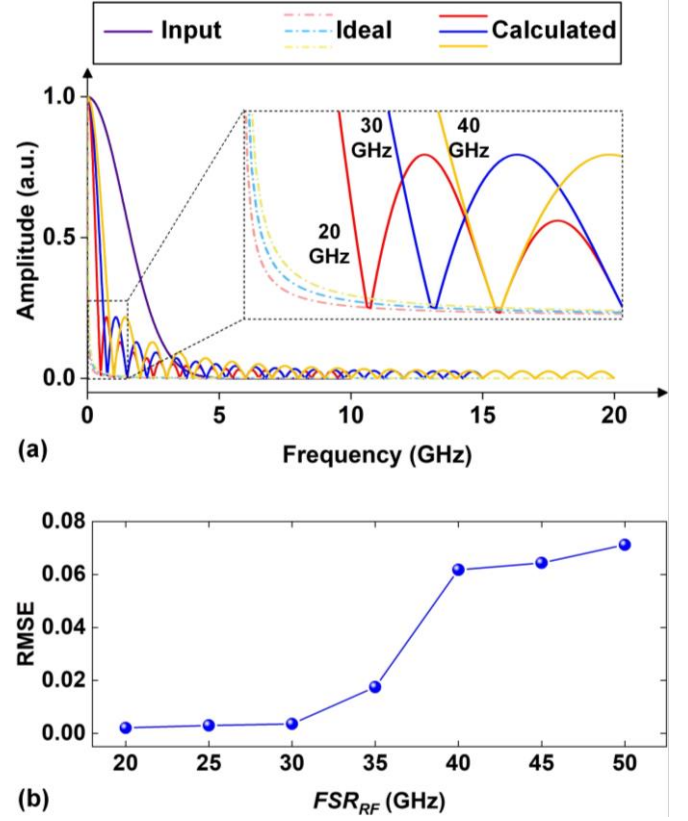 Input Ideal Calculated
1.0
0.5
0.0
Amplitude (a.u.)
20
GHz
30
GHz
40
GHz
0 5 10 15 20
Frequency (GHz)
(a)
0.08
0.06
0.04
0.02
0.00
RMSE
20 25 30 35 40 45 50
FSR_RF (GHz)
(b)